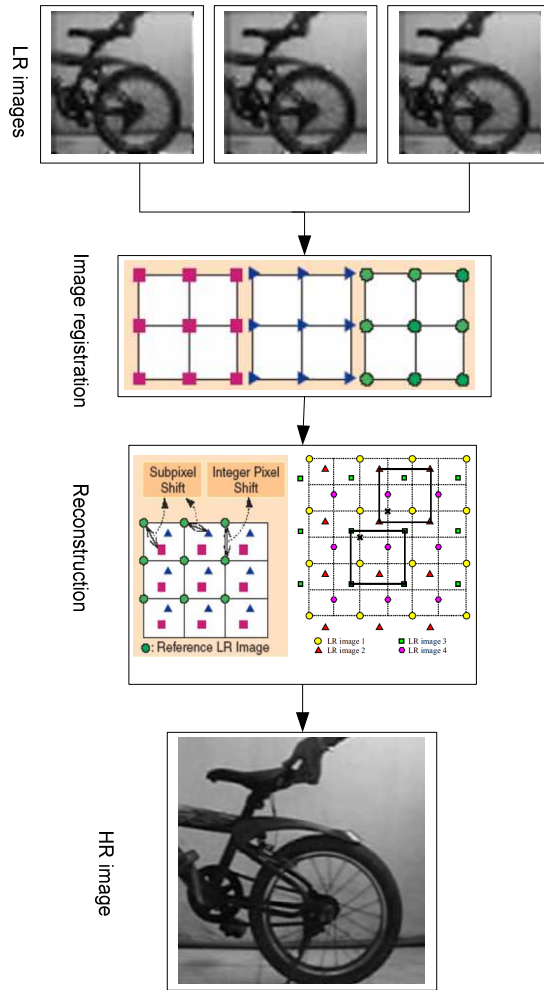 LR images
Image registration
Reconstruction
Subpixel
Shift
Integer Pixel
Shift
: Reference LR Image
LR image 1
LR image 2
LR image 3
LR image 4
HR image